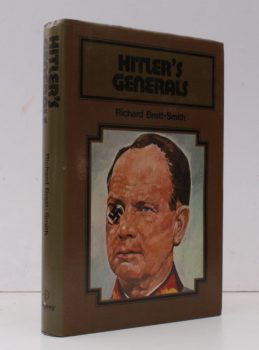 HITLER'S
GENERALS
Richard Brett-Smith
HITLER'S
GENERALS
Richard Brett-Smith